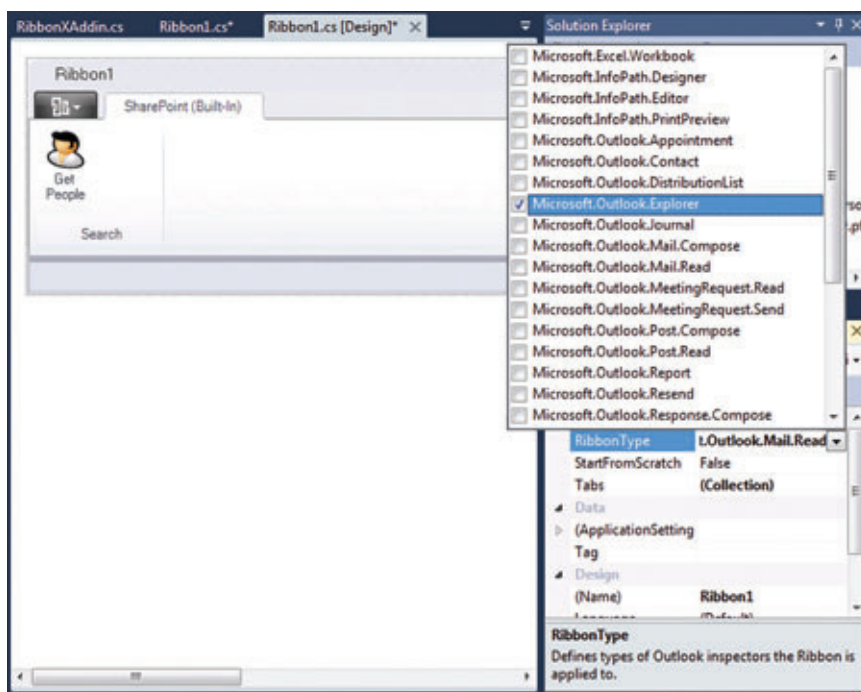 RibbonXAddin.cs Ribbon1.cs* Ribbon1.cs [Design]*
Solution Explorer
Ribbon1
SharePoint (Built-In)
Get
People
Search
Microsoft.Excel.Workbook
Microsoft.InfoPath.Designer
Microsoft.InfoPath.Editor
Microsoft.InfoPath.PrintPreview
Microsoft.Outlook.Appointment
Microsoft.Outlook.Contact
Microsoft.Outlook.DistributionList
Microsoft.Outlook.Explorer
Microsoft.Outlook.Journal
Microsoft.Outlook.Mail.Compose
Microsoft.Outlook.Mail.Read
Microsoft.Outlook.MeetingRequest.Read
Microsoft.Outlook.MeetingRequest.Send
Microsoft.Outlook.Post.Compose
Microsoft.Outlook.Post.Read
Microsoft.Outlook.Report
Microsoft.Outlook.Resend
Microsoft.Outlook.Response.Compose
RibbonType t.Outlook.Mail.Read
StartFromScratch False
Tabs (Collection)
Data
(ApplicationSetting
Tag
Design
(Name) Ribbon1
RibbonType
Defines types of Outlook inspectors the Ribbon is
applied to.